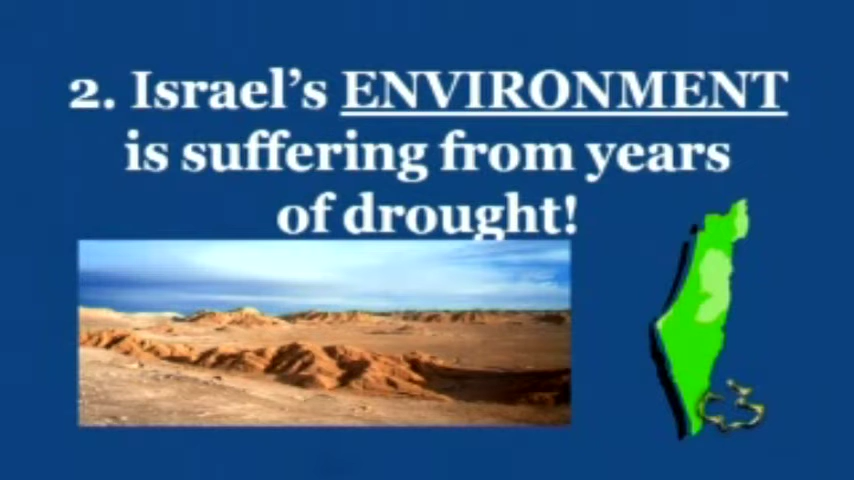 2. Israel’s ENVIRONMENT
is suffering from years
of drought!